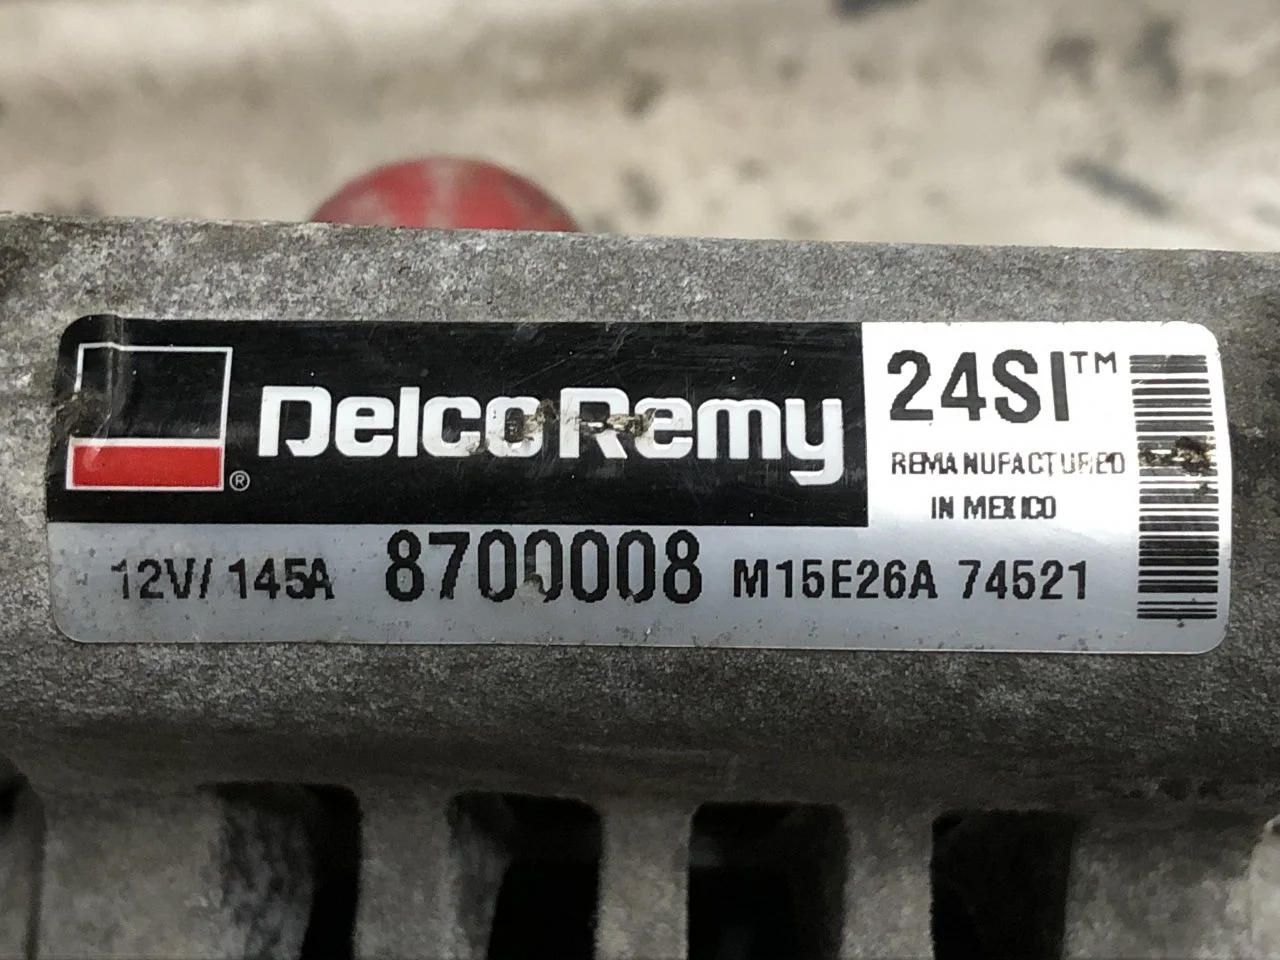 Delco Remy ®
24SI™
REMANUFACTURED
IN MEXICO
12V/ 145A 8700008 M15E26A 74521